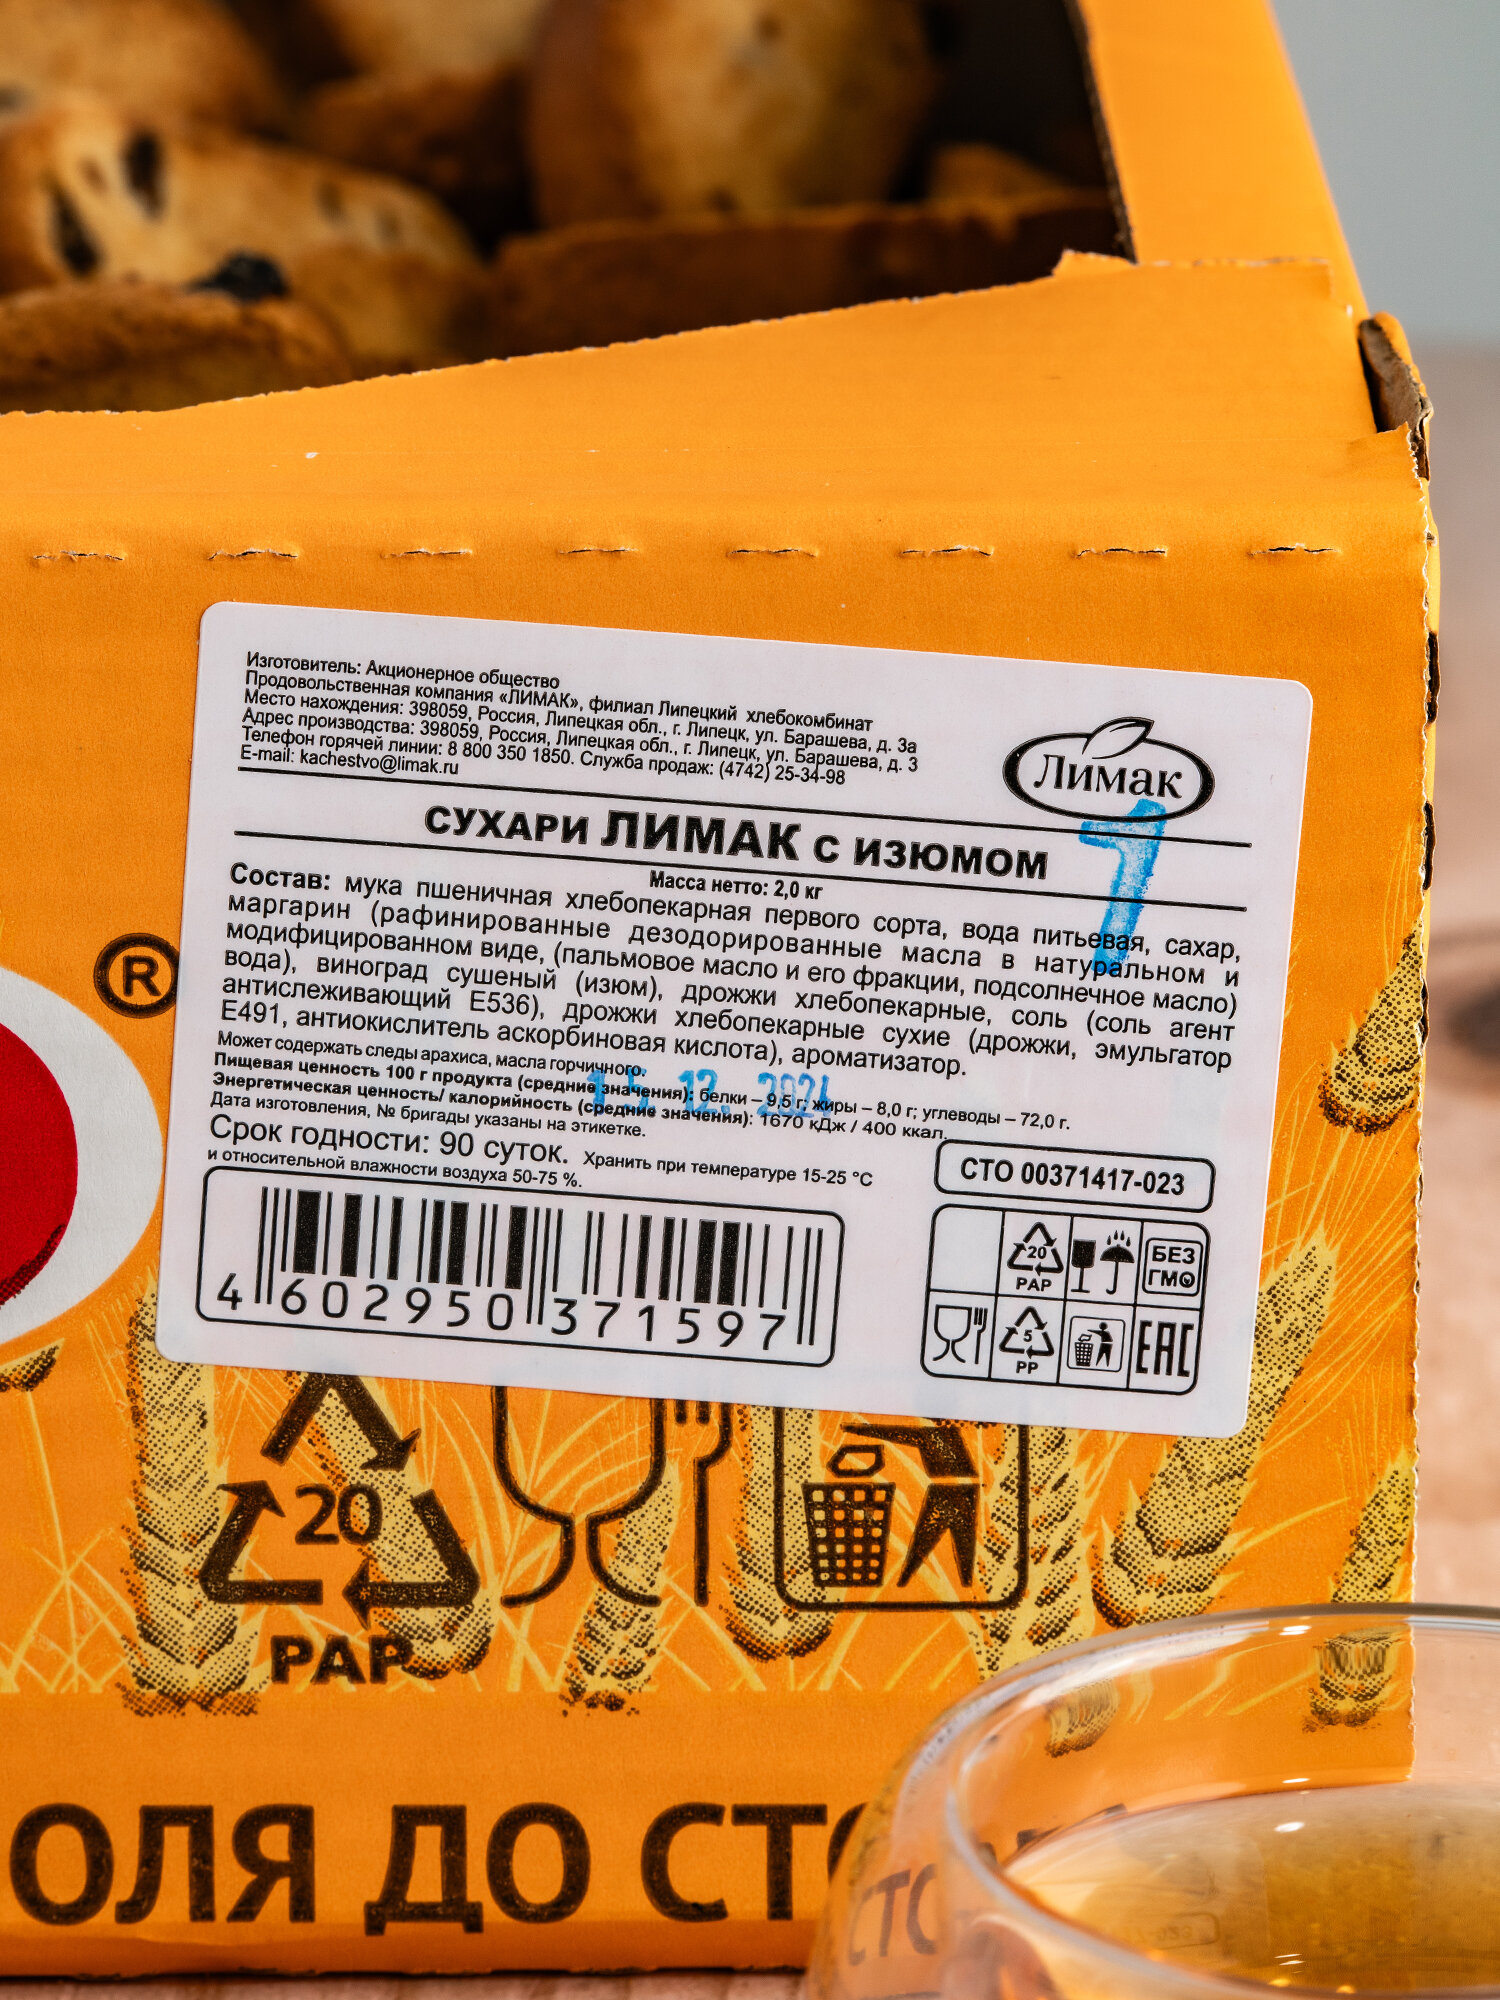 Изготовитель: Акционерное общество
Продовольственная компания «ЛИМАК», филиал Липецкий хлебокомбинат
Место нахождения: 398059, Россия, Липецкая обл., г. Липецк, ул. Барашева, д. 3а
Адрес производства: 398059, Россия, Липецкая обл., г. Липецк, ул. Барашева, д. 3
Телефон горячей линии: 8 800 350 1850. Служба продаж: (4742) 25-34-98
E-mail: kachestvo@limak.ru
Лимак
СУХАРИ ЛИМАК С ИЗЮМОМ
1
Масса нетто: 2,0 кг
Состав: мука пшеничная хлебопекарная первого сорта, вода питьевая, сахар,
маргарин (рафинированные дезодорированные масла в натуральном и
модифицированном виде, (пальмовое масло и его фракции, подсолнечное масло)
вода), виноград сушеный (изюм), дрожжи хлебопекарные, соль (соль агент
антислеживающий Е536), дрожжи хлебопекарные сухие (дрожжи, эмульгатор
Е491, антиокислитель аскорбиновая кислота), ароматизатор.
Может содержать следы арахиса, масла горчичного.
Пищевая ценность 100 г продукта (средние значения): белки – 9,5 г; жиры – 8,0 г; углеводы – 72,0 г.
Энергетическая ценность/ калорийность (средние значения): 1670 кДж / 400 ккал.
15. 12. 2024
Дата изготовления, № бригады указаны на этикетке.
Срок годности: 90 суток. Хранить при температуре 15-25 °С
и относительной влажности воздуха 50-75 %.
СТО 00371417-023
4 602950 371597
20
PAP
БЕЗ
ГМО
5
PP
EAC
®
20
PAP
ОЛЯ ДО СТО